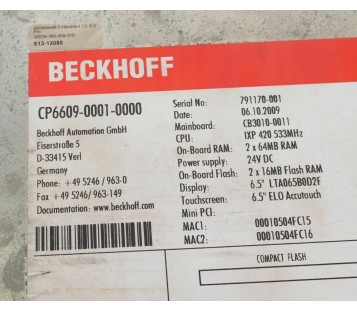 X13-12096
BECKHOFF
CP6609-0001-0000
Beckhoff Automation GmbH
Eiserstraße 5
D-33415 Verl
Germany
Phone: +49 5246 / 963-0
Fax +49 5246/ 963-149
Documentation: www.beckhoff.com
Serial No: 791170-001
Date: 06.10.2009
Mainboard: CB3010-0011
CPU: IXP 420 533MHz
On-Board RAM: 2 x 64MB RAM
Power supply: 24V DC
On-Board Flash: 2 x 16MB Flash RAM
Display: 6.5" LTA065B0D2F
Touchscreen: 6.5" ELO Accutouch
Mini PCI: -
MAC1: 00010504FC15
MAC2: 00010504FC16
COMPACT FLASH